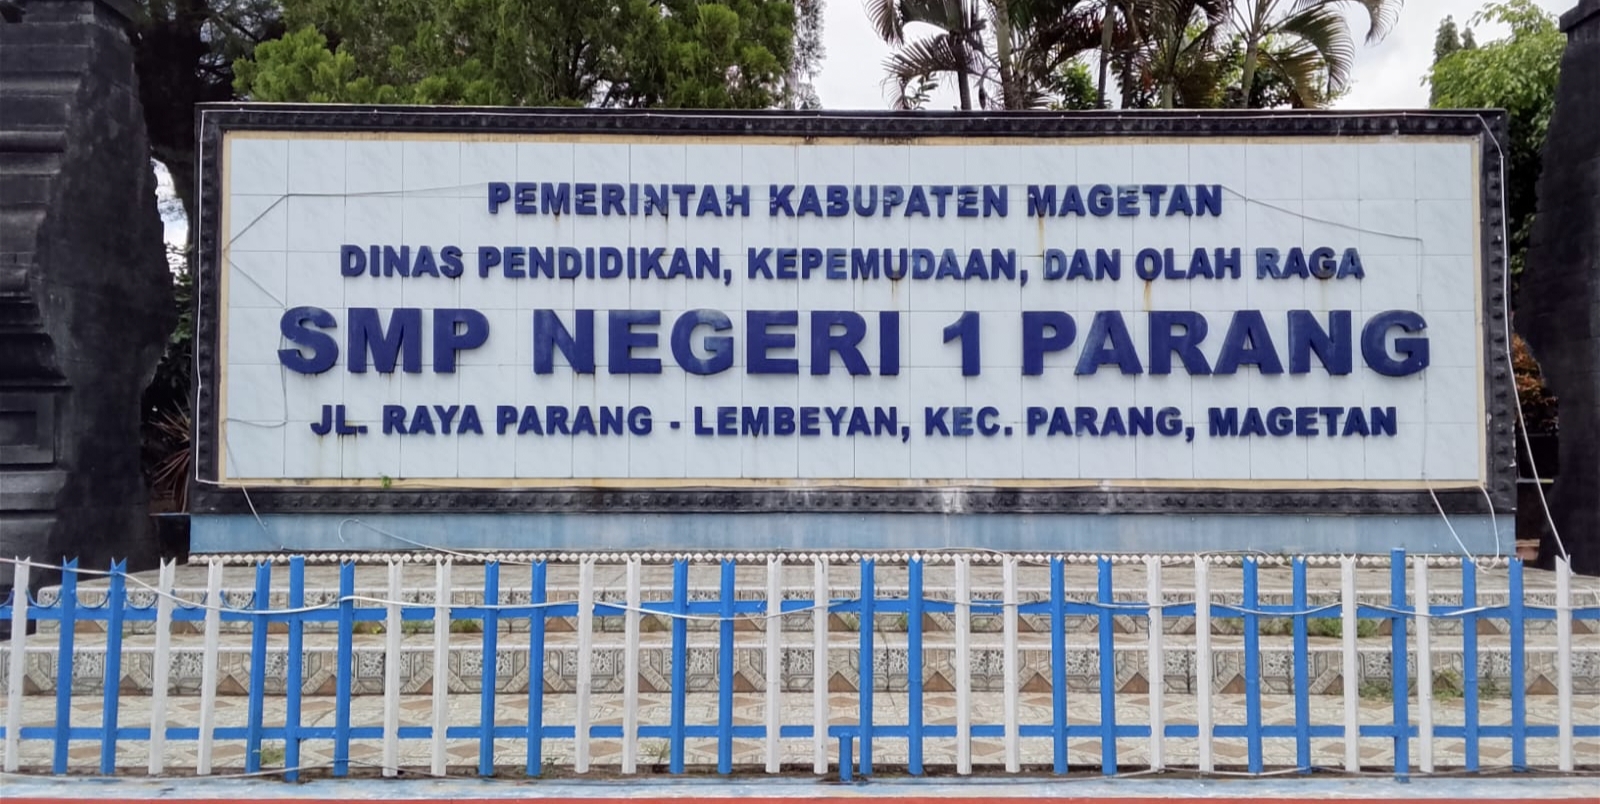 PEMERINTAH KABUPATEN MAGETAN
DINAS PENDIDIKAN, KEPEMUDAAN, DAN OLAH RAGA
SMP NEGERI 1 PARANG
JL. RAYA PARANG - LEMBEYAN, KEC. PARANG, MAGETAN